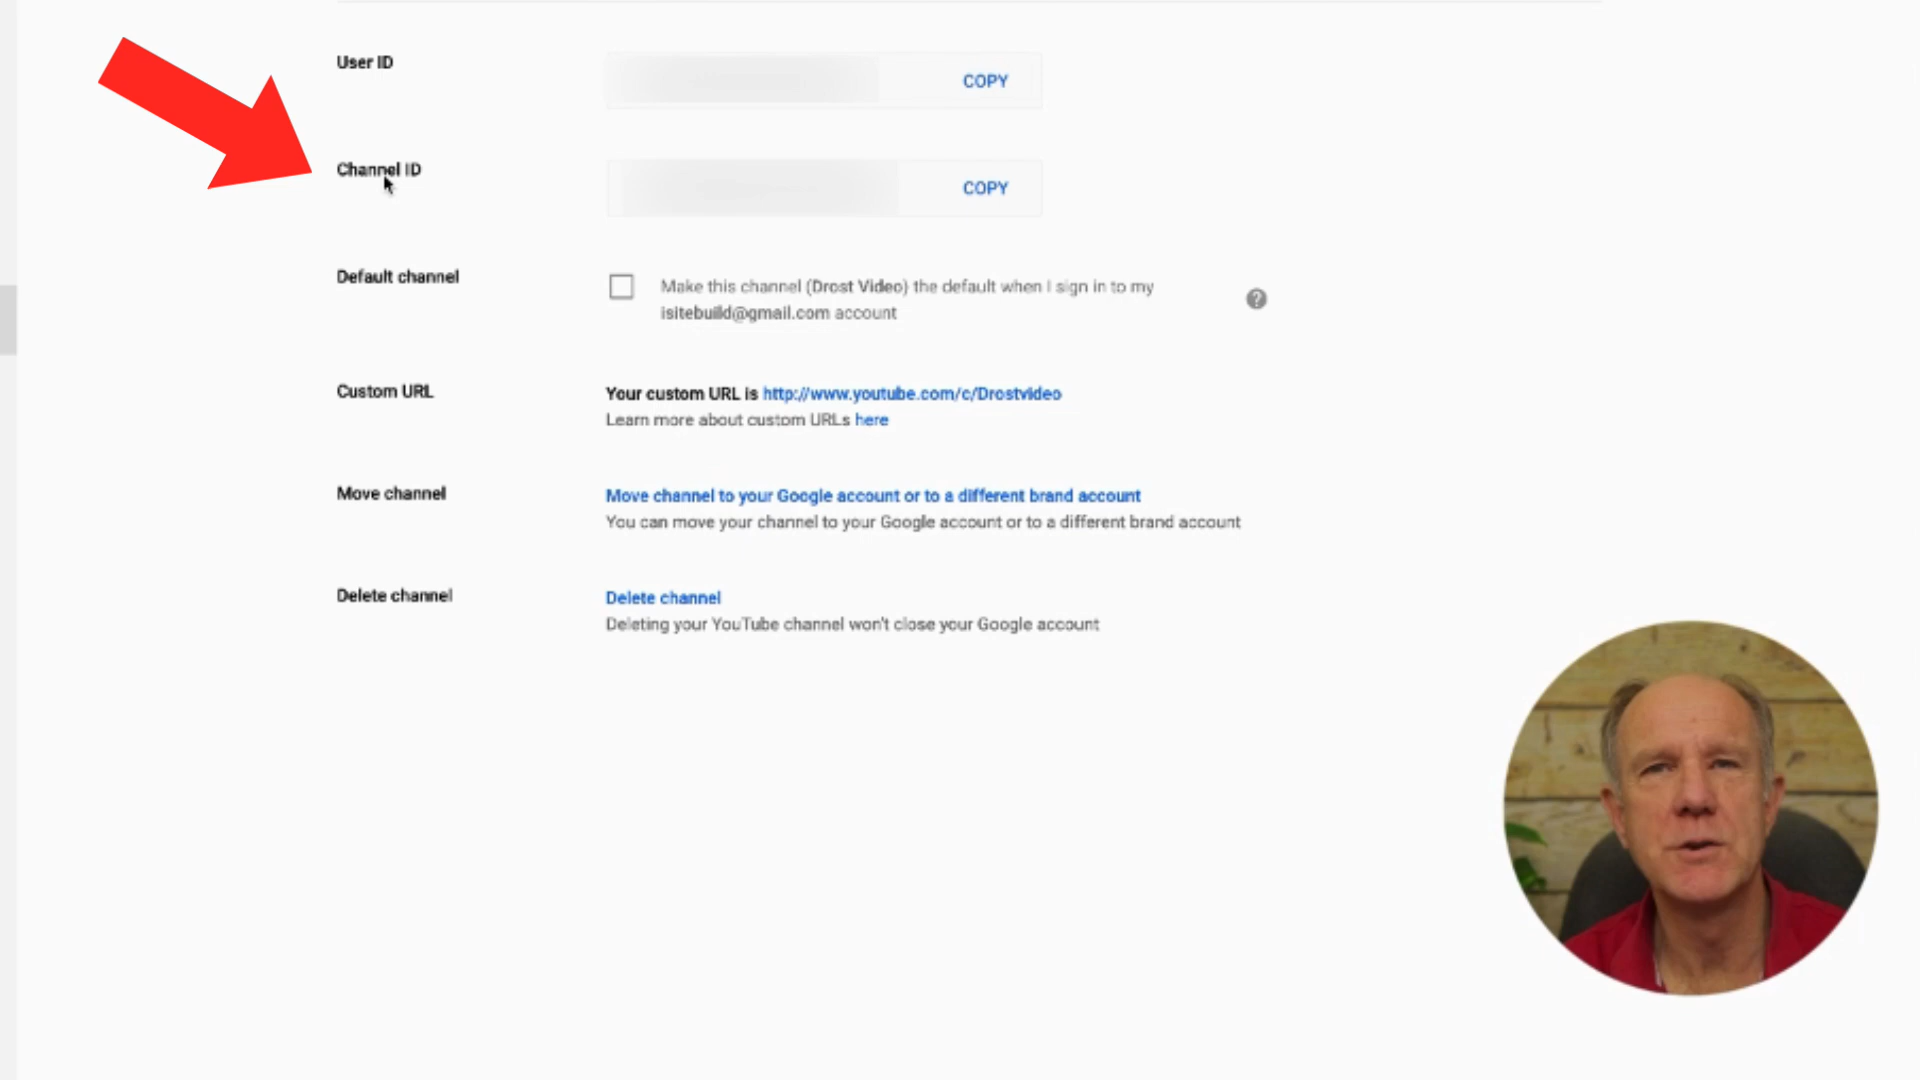 User ID
COPY
Channel ID
COPY
Default channel
Make this channel (Drost Video) the default when I sign in to my
isitebuild@gmail.com account
?
Custom URL
Your custom URL is http://www.youtube.com/c/Drostvideo
Learn more about custom URLs here
Move channel
Move channel to your Google account or to a different brand account
You can move your channel to your Google account or to a different brand account
Delete channel
Delete channel
Deleting your YouTube channel won't close your Google account